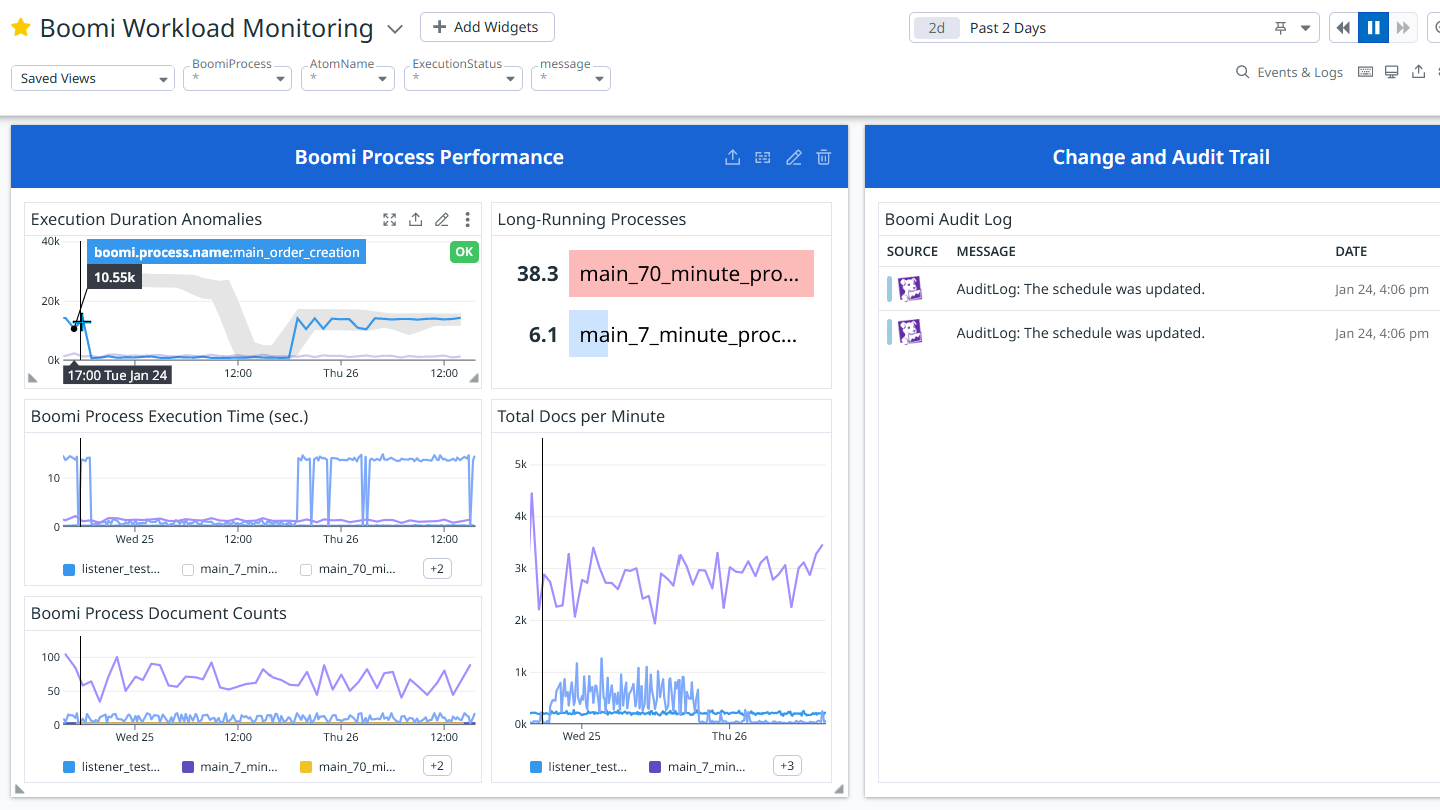 Boomi Workload Monitoring
Add Widgets
2d Past 2 Days
Saved Views
BoomiProcess
*
AtomName
*
ExecutionStatus
*
message
*
Events & Logs
Boomi Process Performance
Execution Duration Anomalies
40k
20k
0k
boomi.process.name:main_order_creation
10.55k
OK
17:00 Tue Jan 24
12:00
Thu 26
12:00
Long-Running Processes
38.3 main_70_minute_pro...
6.1 main_7_minute_proc...
Boomi Process Execution Time (sec.)
10
0
Wed 25
12:00
Thu 26
12:00
listener_test...
main_7_min...
main_70_mi...
+2
Total Docs per Minute
5k
4k
3k
2k
1k
0k
Wed 25
Thu 26
listener_test...
main_7_min...
+3
Boomi Process Document Counts
100
50
0
Wed 25
12:00
Thu 26
12:00
listener_test...
main_7_min...
main_70_mi...
+2
Change and Audit Trail
Boomi Audit Log
SOURCE MESSAGE DATE
AuditLog: The schedule was updated. Jan 24, 4:06 pm
AuditLog: The schedule was updated. Jan 24, 4:06 pm